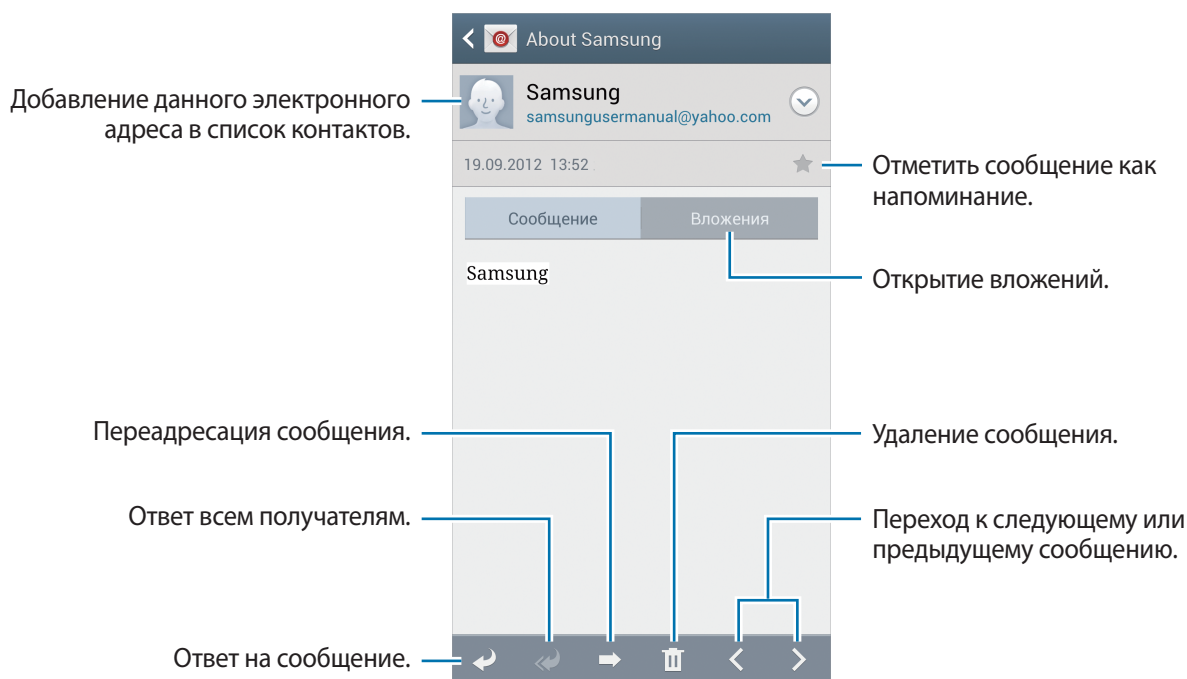 About Samsung
Добавление данного электронного
адреса в список контактов.
Samsung
samsungusermanual@yahoo.com
19.09.2012 13:52
Отметить сообщение как
напоминание.
Сообщение
Вложения
Открытие вложений.
Samsung
Переадресация сообщения.
Удаление сообщения.
Ответ всем получателям.
Переход к следующему или
предыдущему сообщению.
Ответ на сообщение.